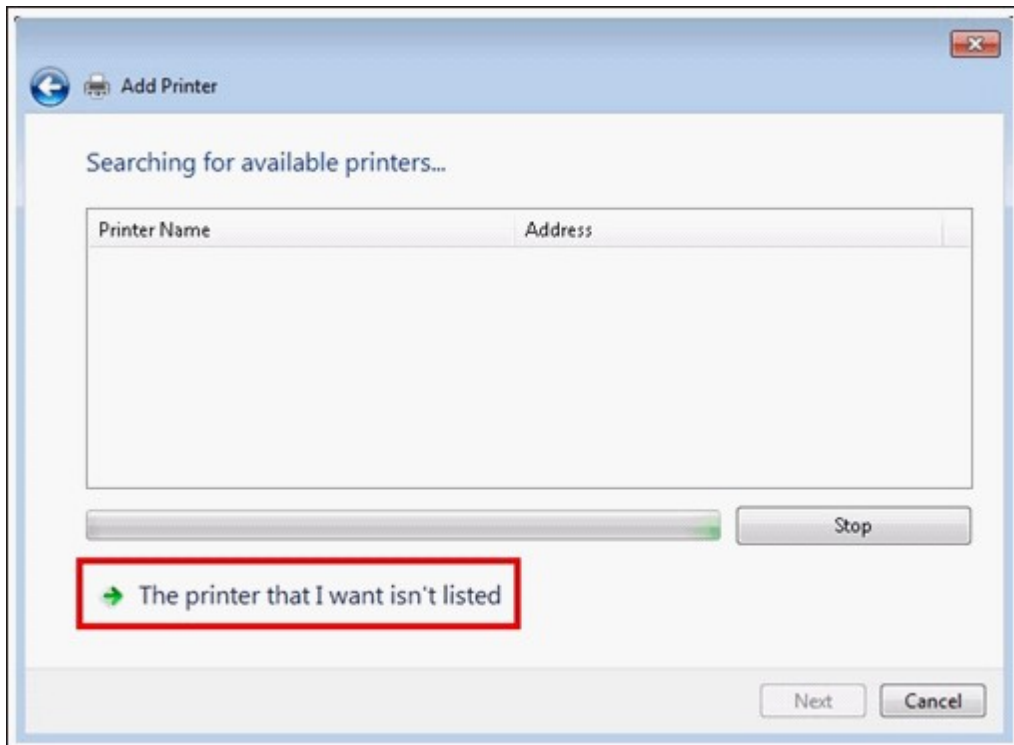 Add Printer
Searching for available printers...
Printer Name Address
Stop
The printer that I want isn't listed
Next Cancel